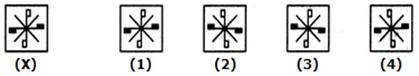 (X) (1) (2) (3) (4)